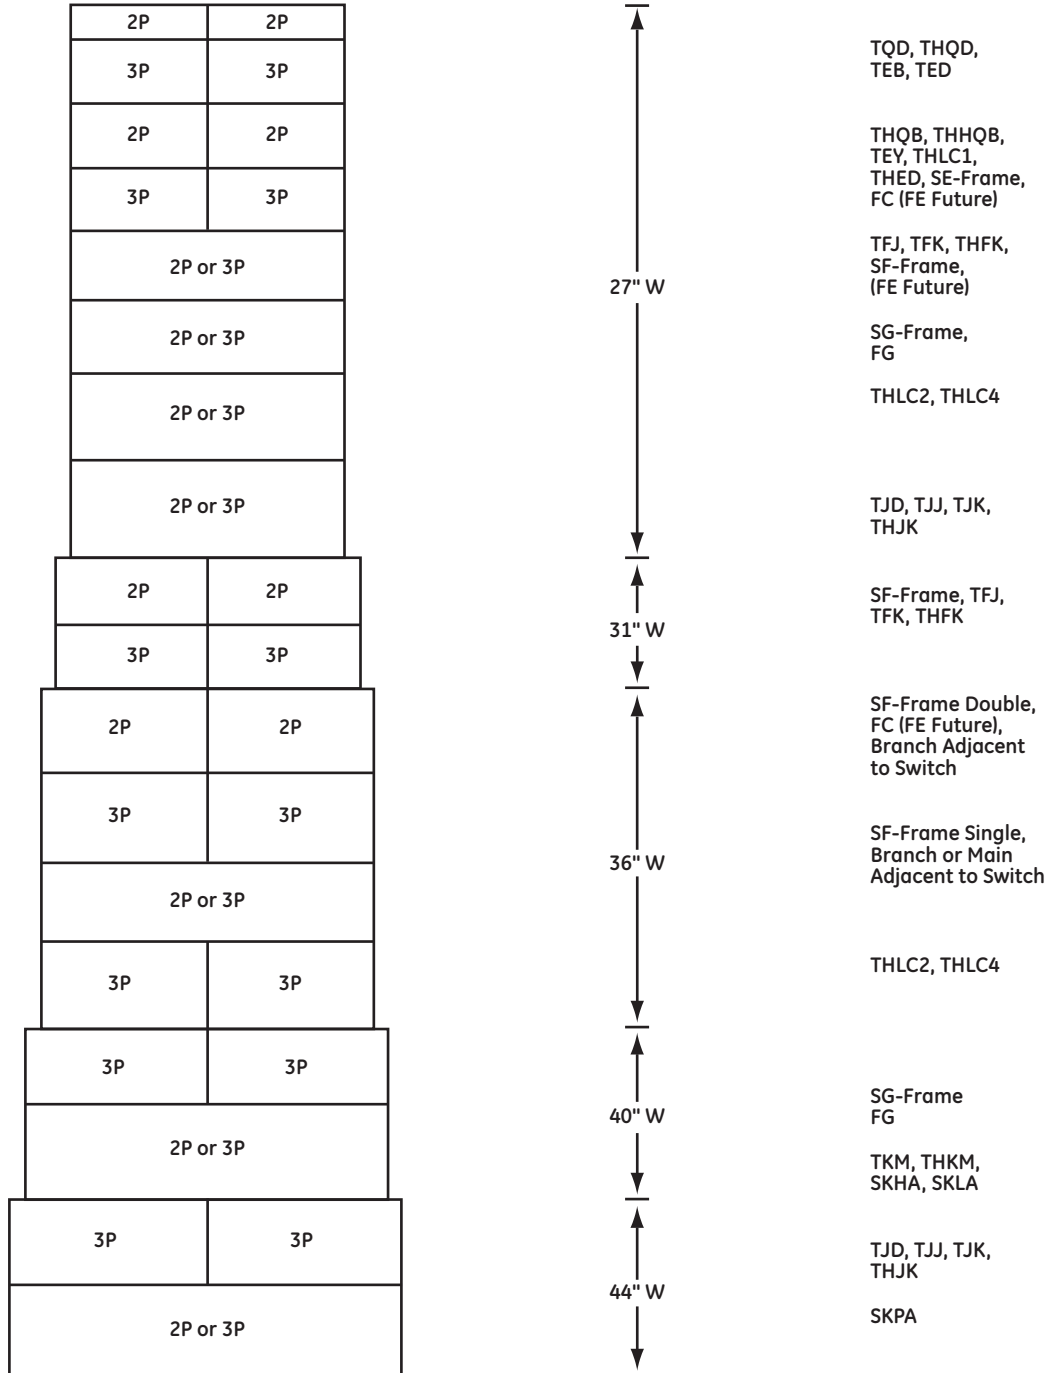 2P 2P
3P 3P
2P 2P
3P 3P
2P or 3P
2P or 3P
2P or 3P
2P or 3P
2P 2P
3P 3P
2P 2P
3P 3P
2P or 3P
3P 3P
3P 3P
2P or 3P
3P 3P
2P or 3P
27" W
31" W
36" W
40" W
44" W
TQD, THQD,
TEB, TED
THQB, THHQB,
TEY, THLC1,
THED, SE-Frame,
FC (FE Future)
TFJ, TFK, THFK,
SF-Frame,
(FE Future)
SG-Frame,
FG
THLC2, THLC4
TJD, TJJ, TJK,
THJK
SF-Frame, TFJ,
TFK, THFK
SF-Frame Double,
FC (FE Future),
Branch Adjacent
to Switch
SF-Frame Single,
Branch or Main
Adjacent to Switch
THLC2, THLC4
SG-Frame
FG
TKM, THKM,
SKHA, SKLA
TJD, TJJ, TJK,
THJK
SKPA